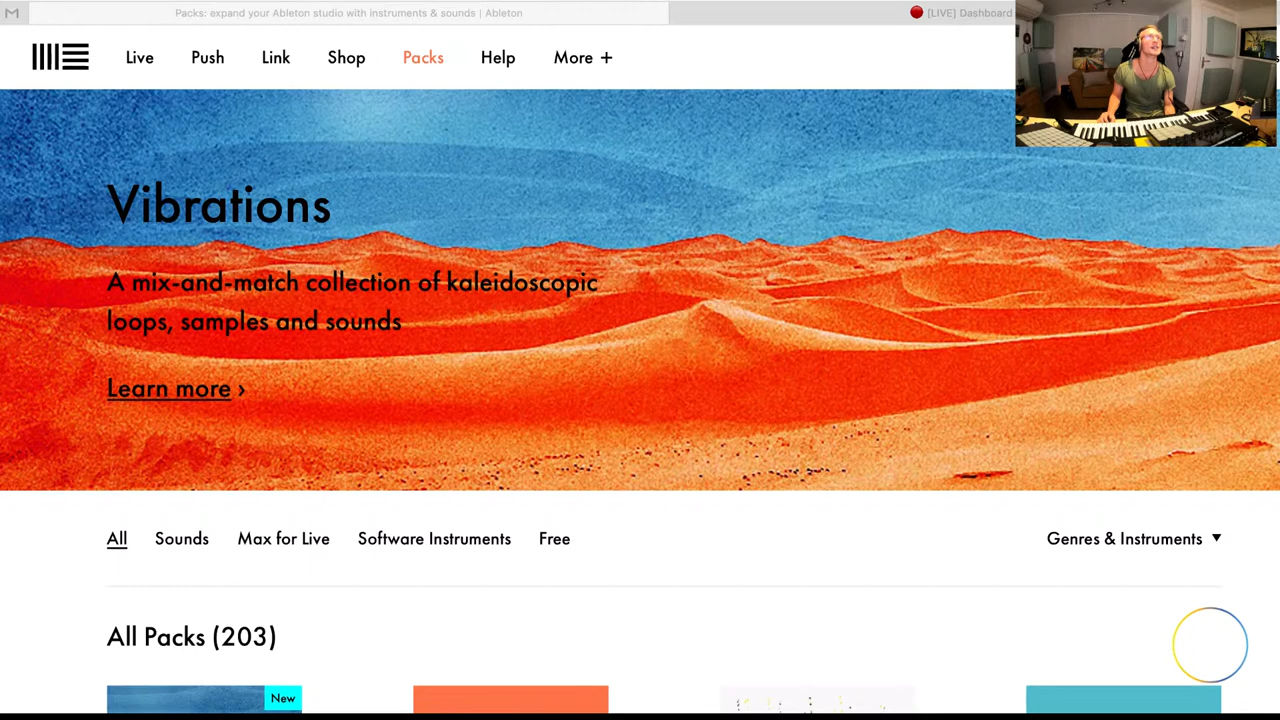 Packs: expand your Ableton studio with instruments & sounds | Ableton
[LIVE] Dashboard
Live Push Link Shop Packs Help More +
Vibrations
A mix-and-match collection of kaleidoscopic
loops, samples and sounds
Learn more ›
All Sounds Max for Live Software Instruments Free
Genres & Instruments ▼
All Packs (203)
New